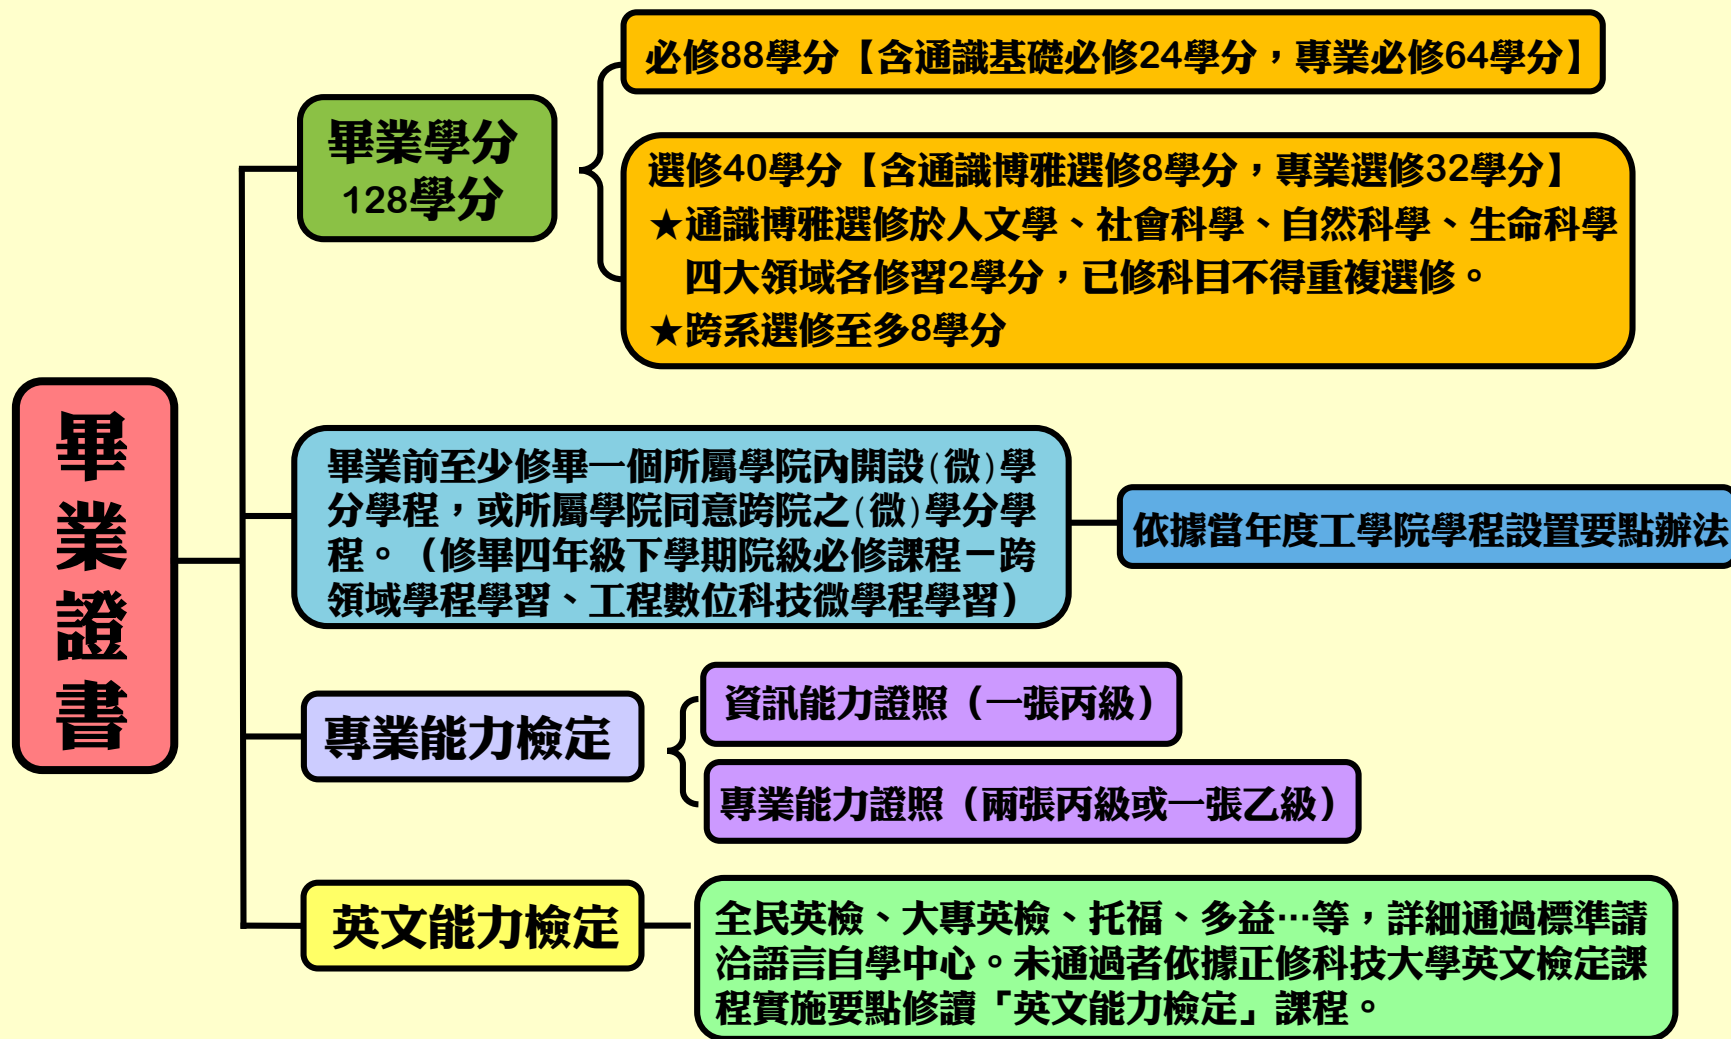 畢業證書
畢業學分
128學分
必修88學分【含通識基礎必修24學分，專業必修64學分】
選修40學分【含通識博雅選修8學分，專業選修32學分】
★通識博雅選修於人文學、社會科學、自然科學、生命科學
四大領域各修習2學分，已修科目不得重複選修。
★跨系選修至多8學分
畢業前至少修畢一個所屬學院內開設(微)學
分學程，或所屬學院同意跨院之(微)學分學
程。（修畢四年級下學期院級必修課程－跨
領域學程學習、工程數位科技微學程學習）
依據當年度工學院學程設置要點辦法
專業能力檢定
資訊能力證照（一張丙級）
專業能力證照（兩張丙級或一張乙級）
英文能力檢定
全民英檢、大專英檢、托福、多益…等，詳細通過標準請
洽語言自學中心。未通過者依據正修科技大學英文檢定課
程實施要點修讀「英文能力檢定」課程。